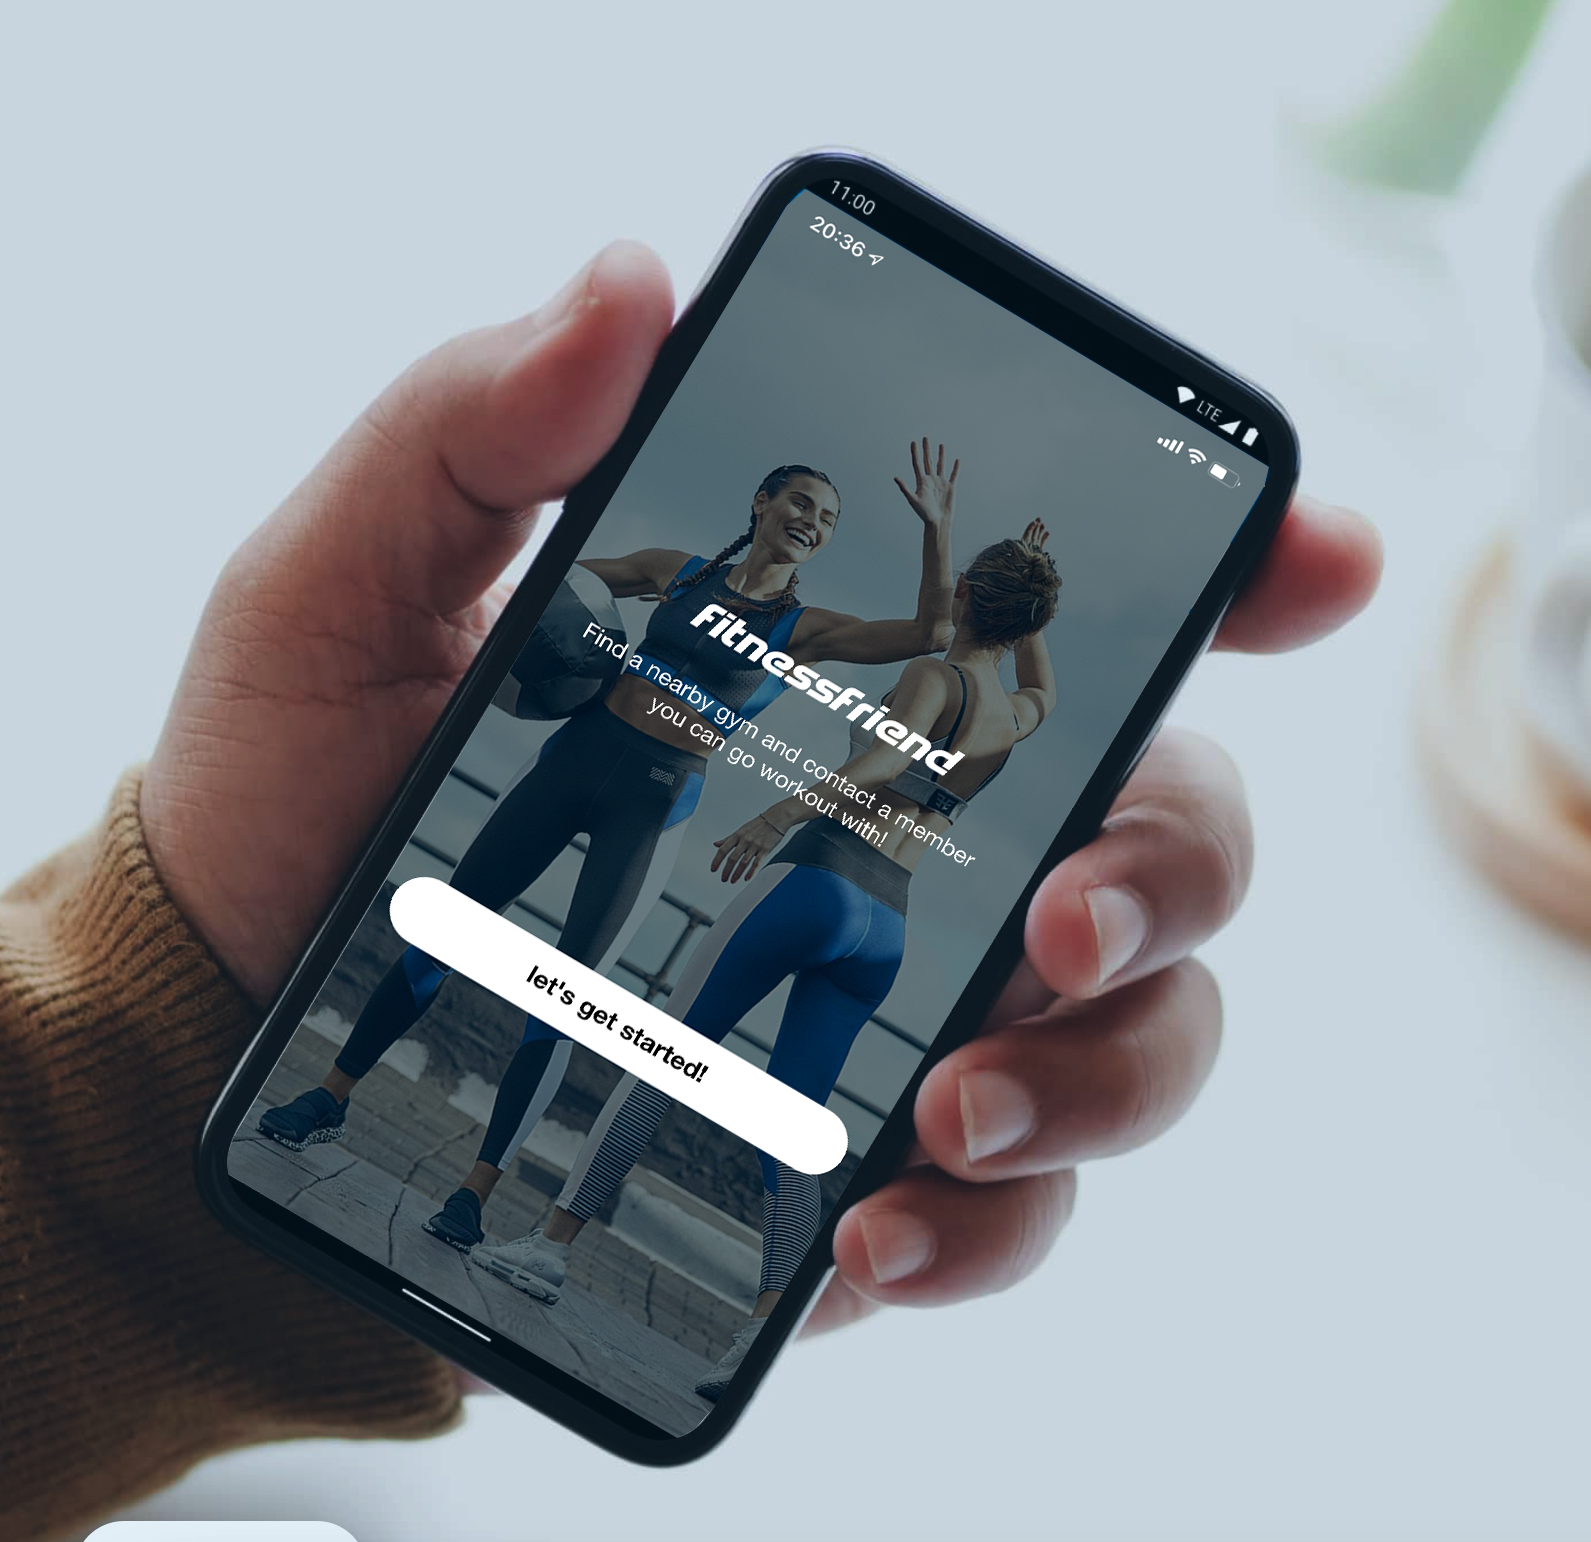 11:00
20:36
LTE
fitnessfriend
Find a nearby gym and contact a member
you can go workout with!
let's get started!